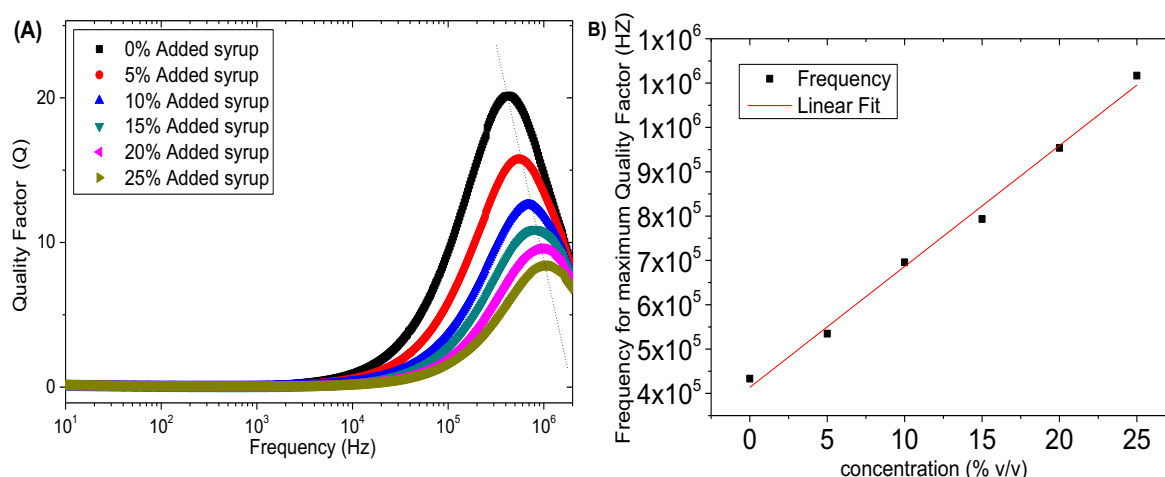 (A)
0% Added syrup
5% Added syrup
10% Added syrup
15% Added syrup
20% Added syrup
25% Added syrup
Quality Factor (Q)
20
10
0
10¹ 10² 10³ 10⁴ 10⁵ 10⁶
Frequency (Hz)
B)
Frequency
Linear Fit
Frequency for maximum Quality Factor (HZ)
1x10⁶
1x10⁶
1x10⁶
9x10⁵
8x10⁵
7x10⁵
6x10⁵
5x10⁵
4x10⁵
0 5 10 15 20 25
concentration (% v/v)